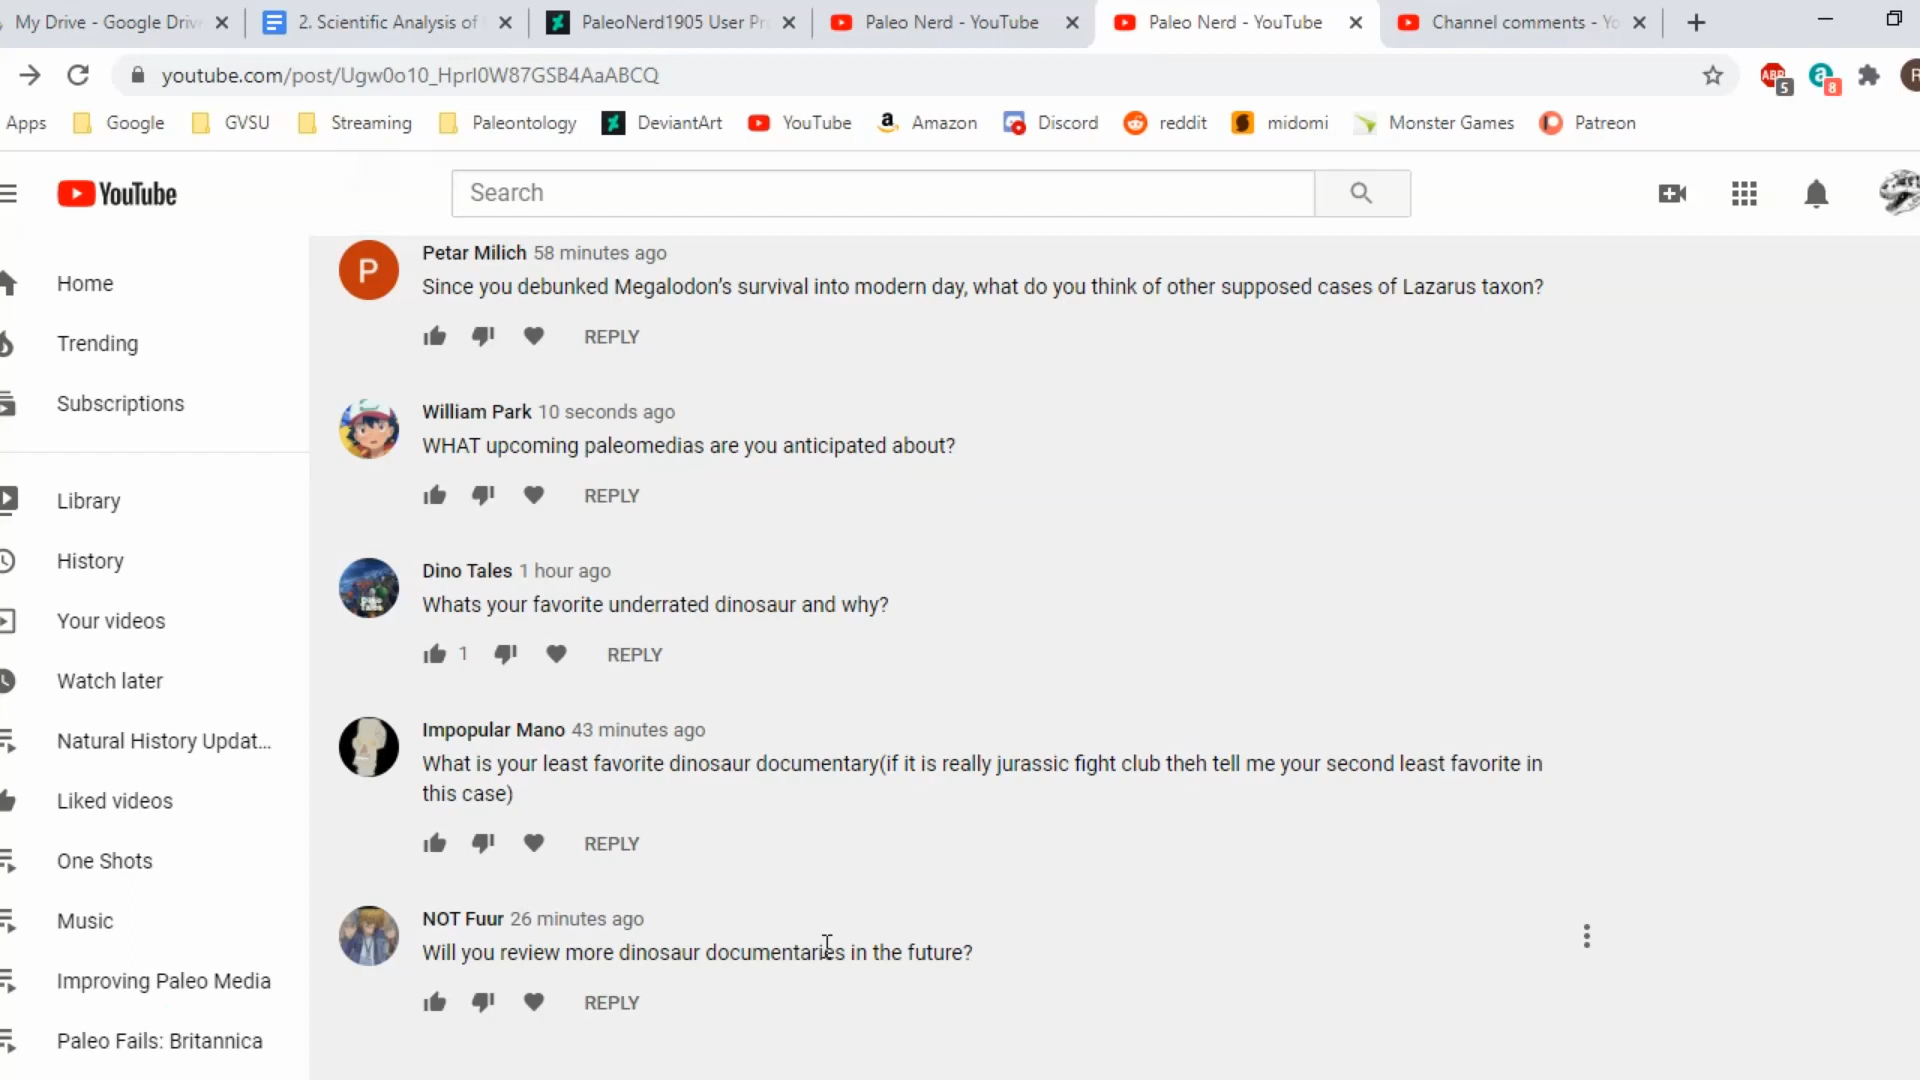 My Drive - Google Driv
2. Scientific Analysis of
PaleoNerd1905 User Pr
Paleo Nerd - YouTube
Paleo Nerd - YouTube
Channel comments - Yo
youtube.com/post/Ugw0o10_HprI0W87GSB4AaABCQ
ABP
5
a
8
R
Apps
Google
GVSU
Streaming
Paleontology
DeviantArt
YouTube
Amazon
Discord
reddit
midomi
Monster Games
Patreon
YouTube
Search
Home
Trending
Subscriptions
Library
History
Your videos
Watch later
Natural History Updat...
Liked videos
One Shots
Music
Improving Paleo Media
Paleo Fails: Britannica
P
Petar Milich 58 minutes ago
Since you debunked Megalodon's survival into modern day, what do you think of other supposed cases of Lazarus taxon?
REPLY
William Park 10 seconds ago
WHAT upcoming paleomedias are you anticipated about?
REPLY
Dino Tales 1 hour ago
Whats your favorite underrated dinosaur and why?
1
REPLY
Impopular Mano 43 minutes ago
What is your least favorite dinosaur documentary(if it is really jurassic fight club theh tell me your second least favorite in
this case)
REPLY
NOT Fuur 26 minutes ago
Will you review more dinosaur documentaries in the future?
REPLY